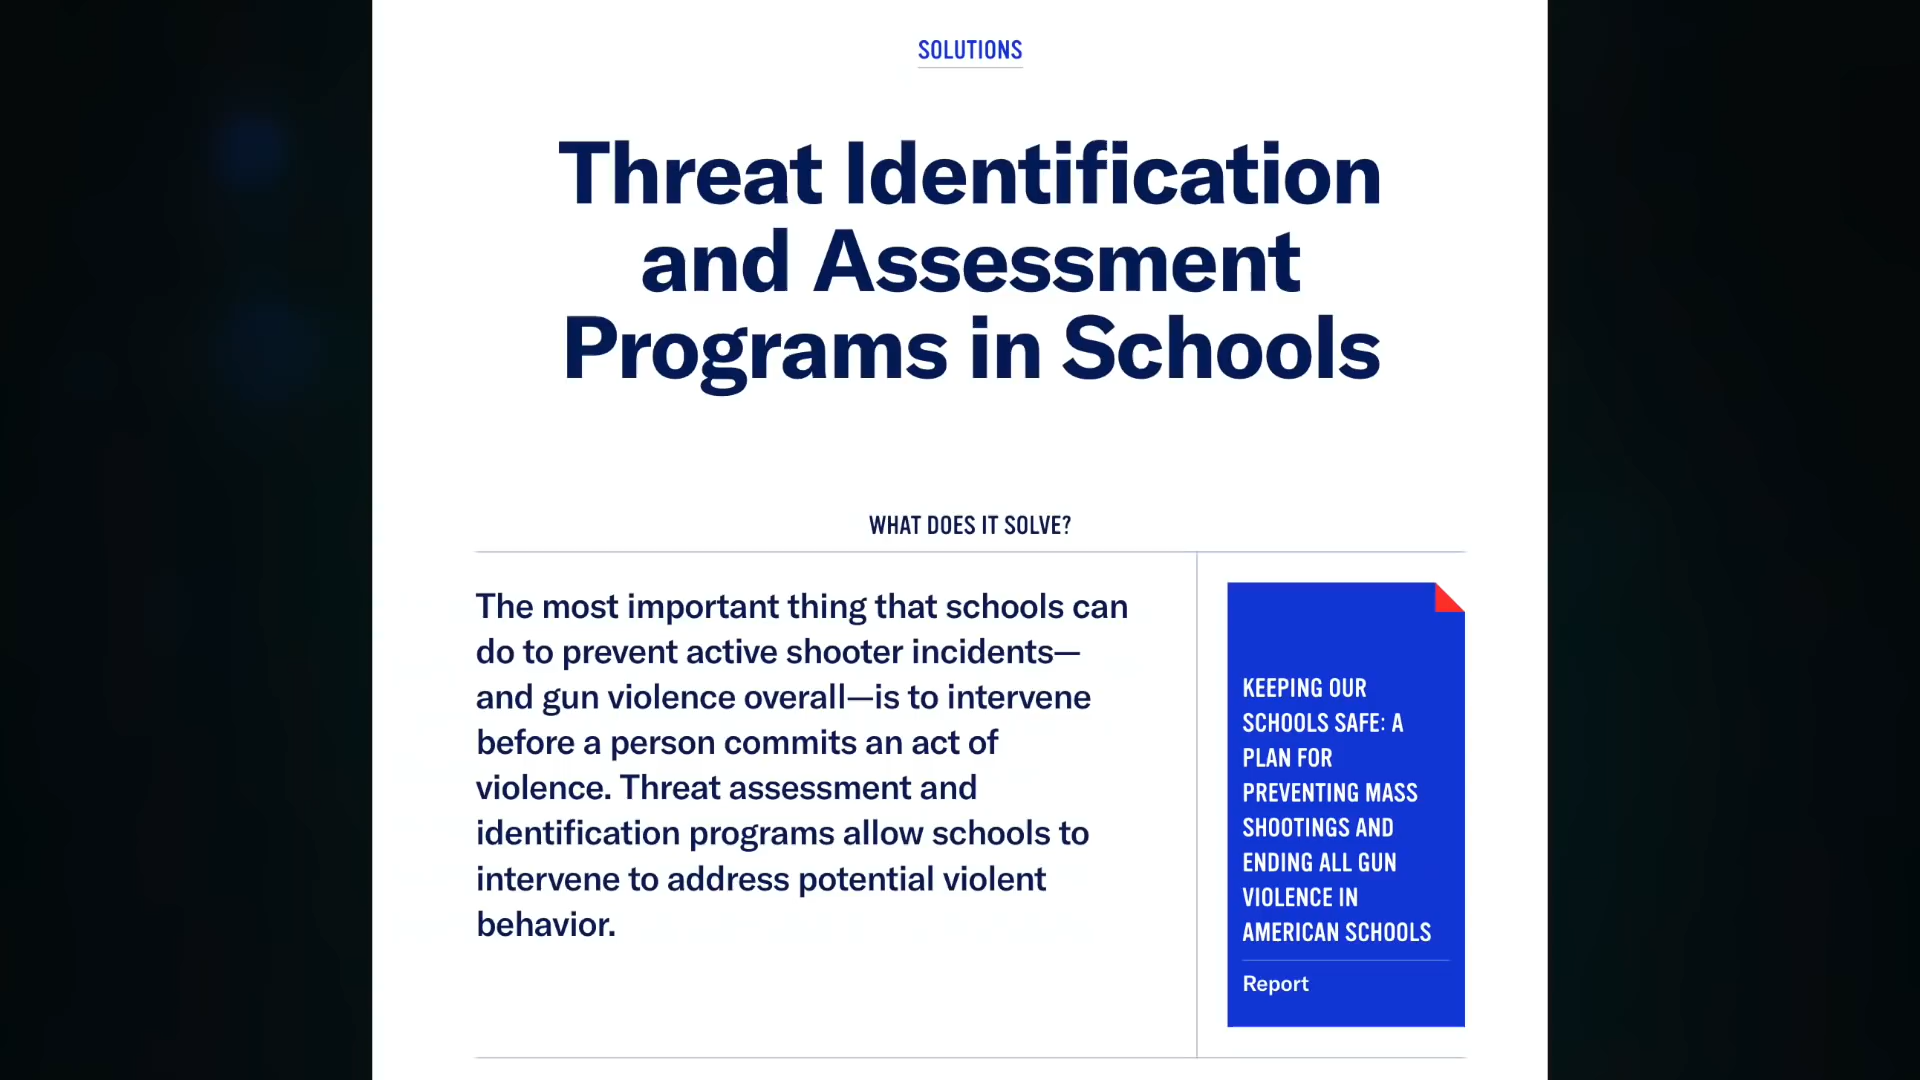 SOLUTIONS
Threat Identification
and Assessment
Programs in Schools
WHAT DOES IT SOLVE?
The most important thing that schools can
do to prevent active shooter incidents—
and gun violence overall—is to intervene
before a person commits an act of
violence. Threat assessment and
identification programs allow schools to
intervene to address potential violent
behavior.
KEEPING OUR
SCHOOLS SAFE: A
PLAN FOR
PREVENTING MASS
SHOOTINGS AND
ENDING ALL GUN
VIOLENCE IN
AMERICAN SCHOOLS
Report